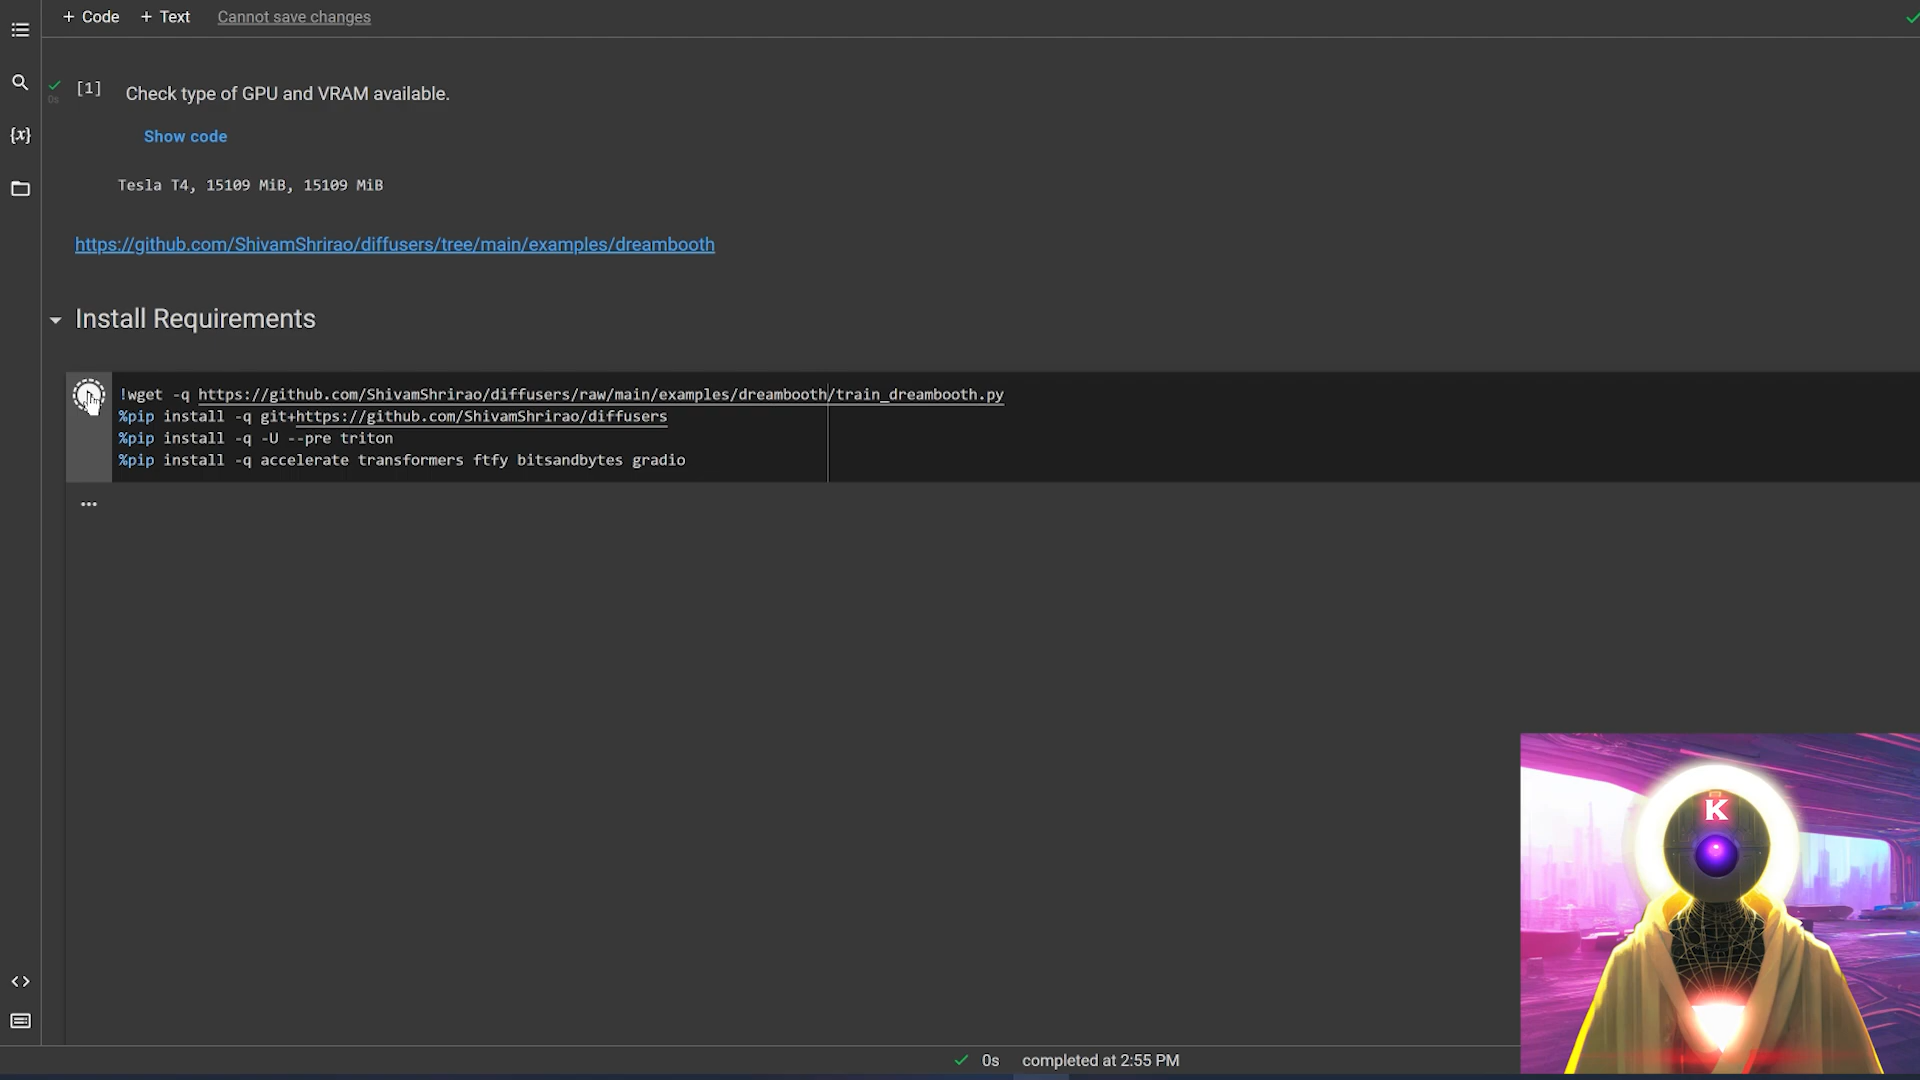 + Code + Text Cannot save changes
0s
[1] Check type of GPU and VRAM available.
Show code
Tesla T4, 15109 MiB, 15109 MiB
https://github.com/ShivamShrirao/diffusers/tree/main/examples/dreambooth
Install Requirements
!wget -q https://github.com/ShivamShrirao/diffusers/raw/main/examples/dreambooth/train_dreambooth.py
%pip install -q git+https://github.com/ShivamShrirao/diffusers
%pip install -q -U --pre triton
%pip install -q accelerate transformers ftfy bitsandbytes gradio
K
0s completed at 2:55 PM